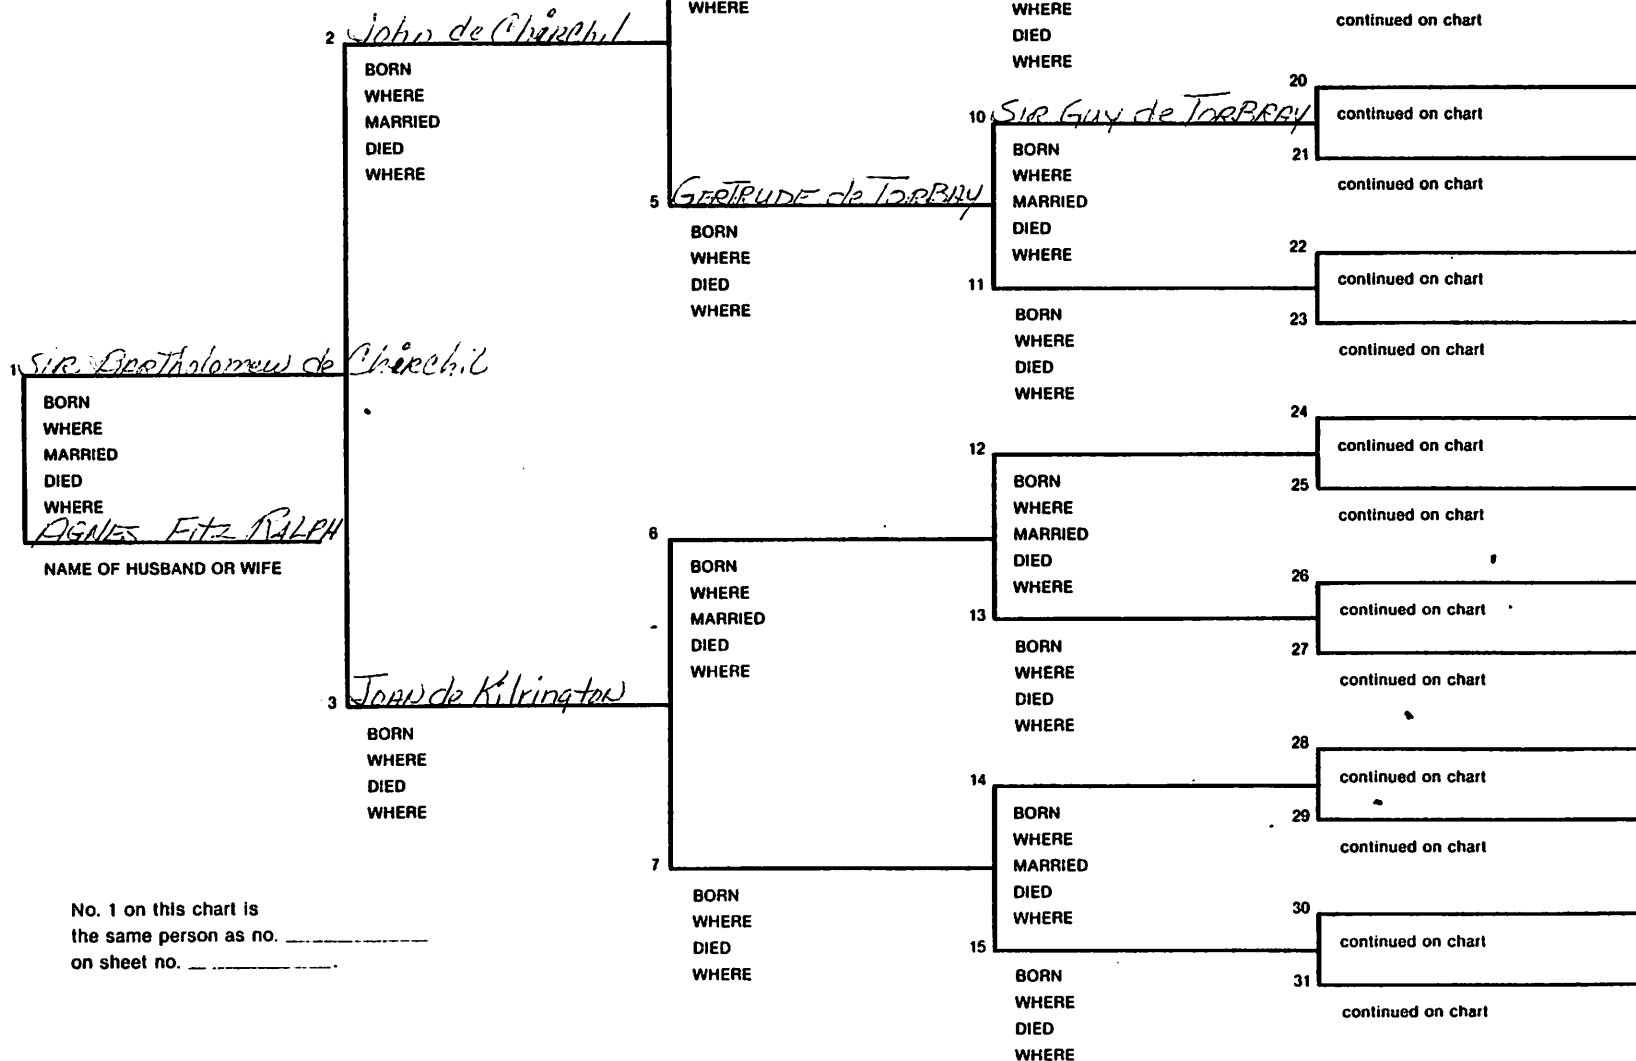 WHERE
2 John de Chirchil
BORN
WHERE
MARRIED
DIED
WHERE
1 Sir Bartholomew de Chirchil
BORN
WHERE
MARRIED
DIED
WHERE
AGNES Fitz RALPH
NAME OF HUSBAND OR WIFE
3 JOAN de Kilrington
BORN
WHERE
DIED
WHERE
5 GERTRUDE de TORBAY
BORN
WHERE
DIED
WHERE
6
BORN
WHERE
MARRIED
DIED
WHERE
7
BORN
WHERE
DIED
WHERE
WHERE
DIED
WHERE
10 SIR GUY de TORBRAY
BORN
WHERE
MARRIED
DIED
WHERE
11
BORN
WHERE
DIED
WHERE
12
BORN
WHERE
MARRIED
DIED
WHERE
13
BORN
WHERE
DIED
WHERE
14
BORN
WHERE
MARRIED
DIED
WHERE
15
BORN
WHERE
DIED
WHERE
continued on chart
20
continued on chart
21
continued on chart
22
continued on chart
23
continued on chart
24
continued on chart
25
continued on chart
26
continued on chart
27
continued on chart
28
continued on chart
29
continued on chart
30
continued on chart
31
continued on chart
No. 1 on this chart is
the same person as no.
on sheet no.